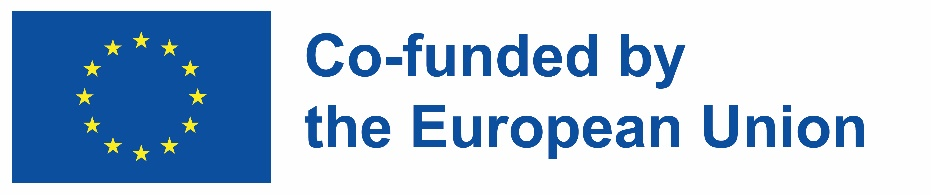 Co-funded by
the European Union